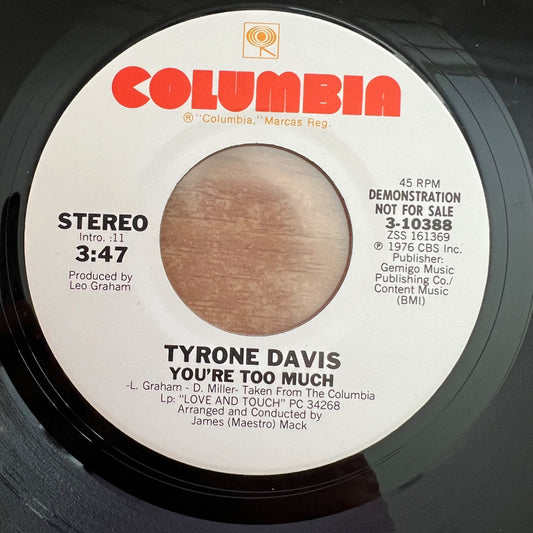 COLUMBIA
® "Columbia," Marcas Reg.
STEREO
Intro. :11
3:47
Produced by
Leo Graham
45 RPM
DEMONSTRATION
NOT FOR SALE
3-10388
ZSS 161369
℗ 1976 CBS Inc.
Publisher:
Gemigo Music
Publishing Co./
Content Music
(BMI)
TYRONE DAVIS
YOU'RE TOO MUCH
-L. Graham - D. Miller- Taken From The Columbia
Lp: "LOVE AND TOUCH" PC 34268
Arranged and Conducted by
James (Maestro) Mack